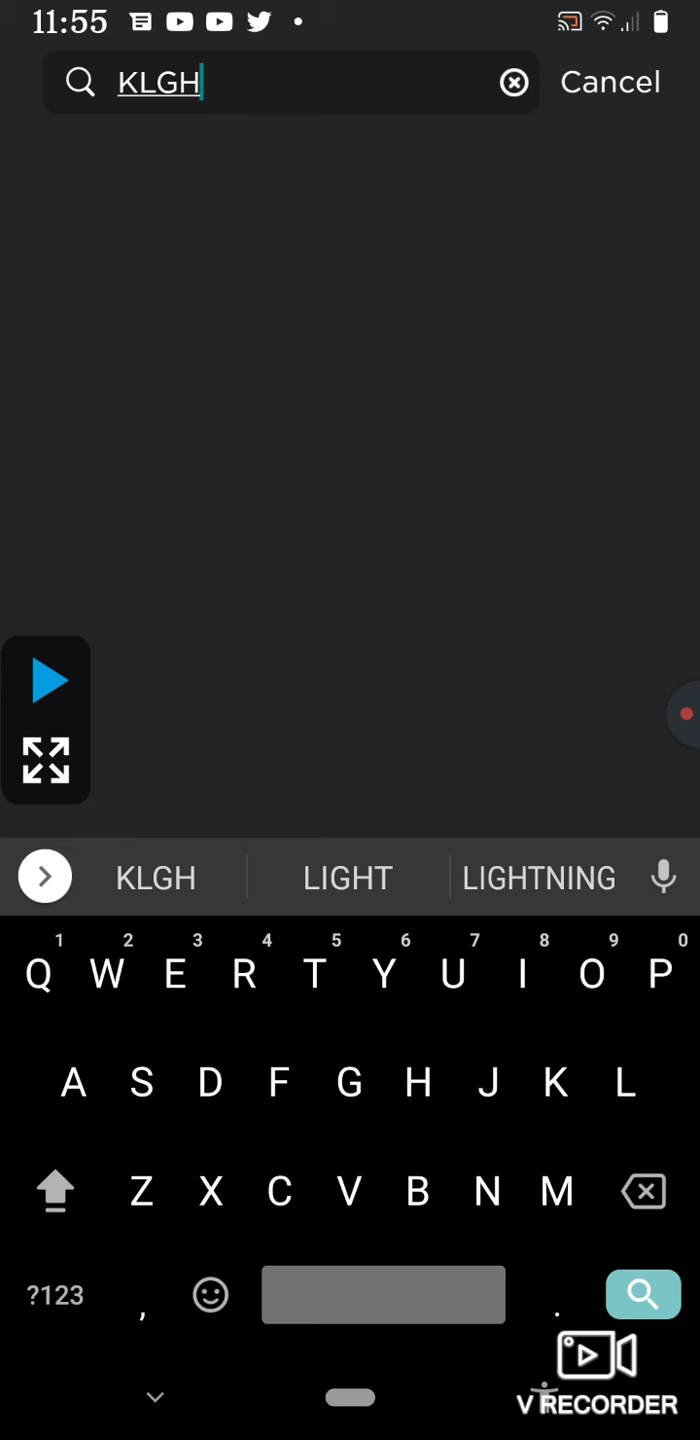 11:55
KLGH Cancel
KLGH LIGHT LIGHTNING
1 2 3 4 5 6 7 8 9 0
Q W E R T Y U I O P
A S D F G H J K L
Z X C V B N M
?123 , .
V RECORDER